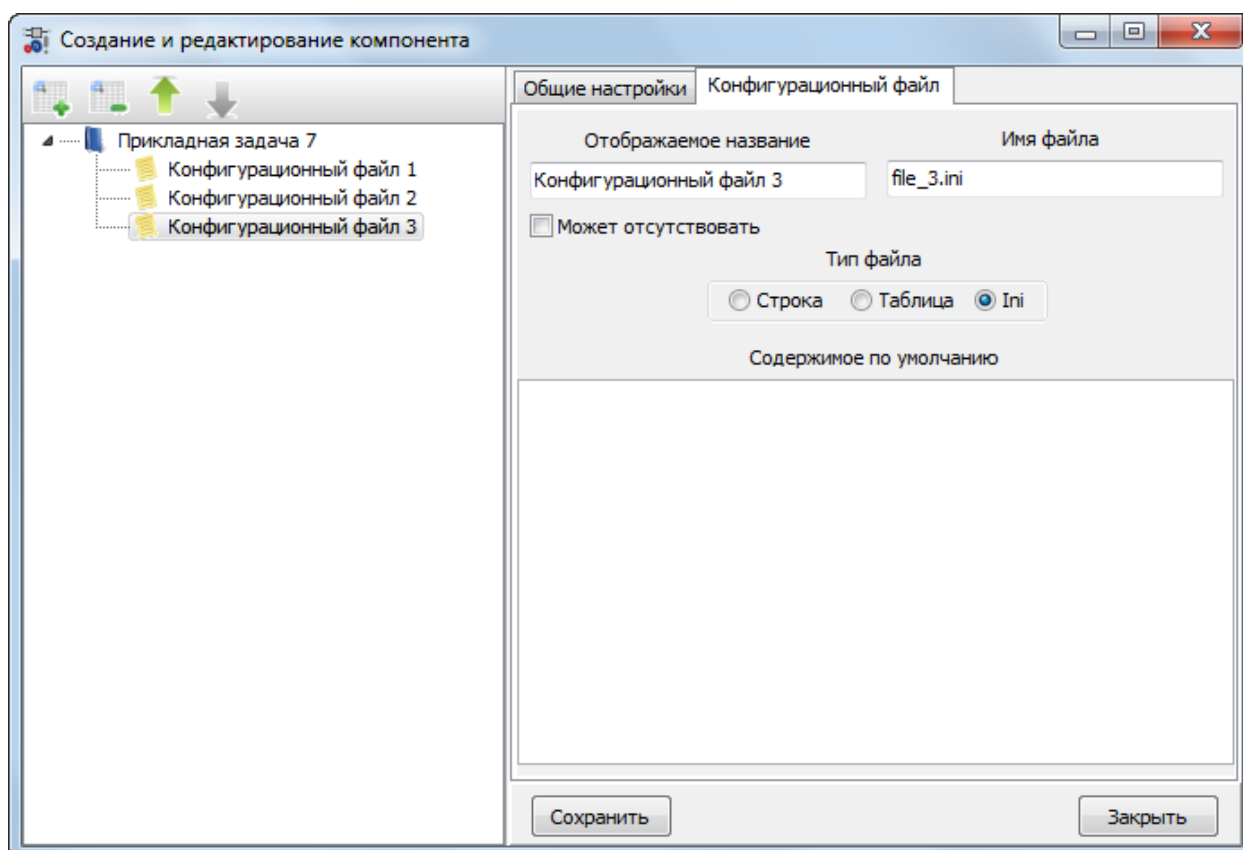 Создание и редактирование компонента
Прикладная задача 7
Конфигурационный файл 1
Конфигурационный файл 2
Конфигурационный файл 3
Общие настройки
Конфигурационный файл
Отображаемое название
Имя файла
Конфигурационный файл 3
file_3.ini
Может отсутствовать
Тип файла
Строка Таблица Ini
Содержимое по умолчанию
Сохранить
Закрыть